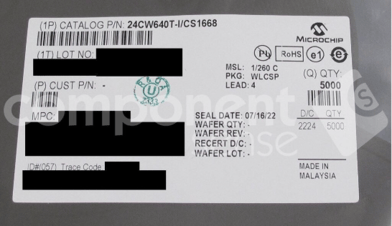 (1P) CATALOG P/N: 24CW640T-I/CS1668
MICROCHIP
(1T) LOT NO.
Pb RoHS e1 e
MSL: 1/260 C
PKG: WLCSP
LEAD: 4
(Q) QTY:
5000
(P) CUST P/N: -
MPC:
SEAL DATE: 07/16/22
WAFER QTY: -
WAFER REV: -
RECERT D/C: -
WAFER LOT: -
D/C QTY
2224 5000
ID#(057), Trace Code
MADE IN
MALAYSIA
component